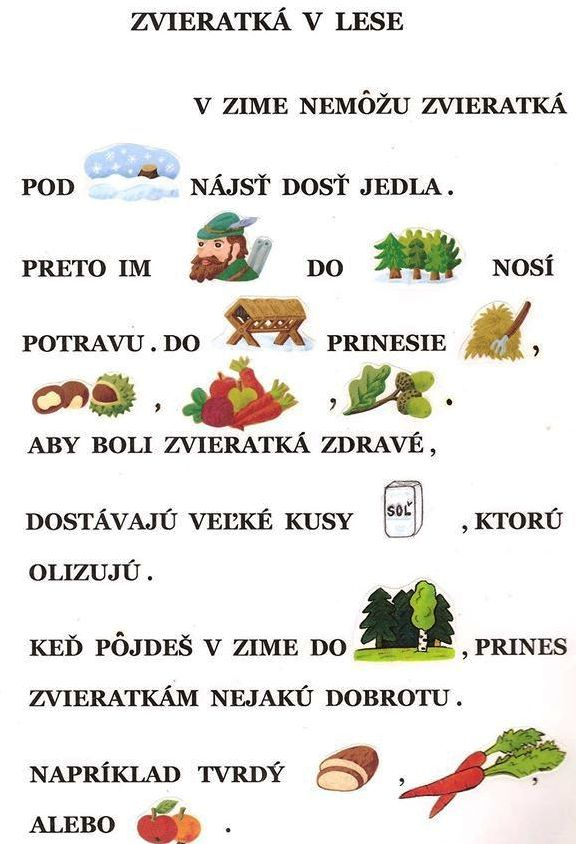 ZVIERATKÁ V LESE
V ZIME NEMÔŽU ZVIERATKÁ
POD NÁJSŤ DOSŤ JEDLA .
PRETO IM DO NOSÍ
POTRAVU . DO PRINESIE ,
, , .
ABY BOLI ZVIERATKÁ ZDRAVÉ ,
DOSTÁVAJÚ VEĽKÉ KUSY SOĽ , KTORÚ
OLIZUJÚ .
KEĎ PÔJDEŠ V ZIME DO , PRINES
ZVIERATKÁM NEJAKÚ DOBROTU .
NAPRÍKLAD TVRDÝ , ,
ALEBO .